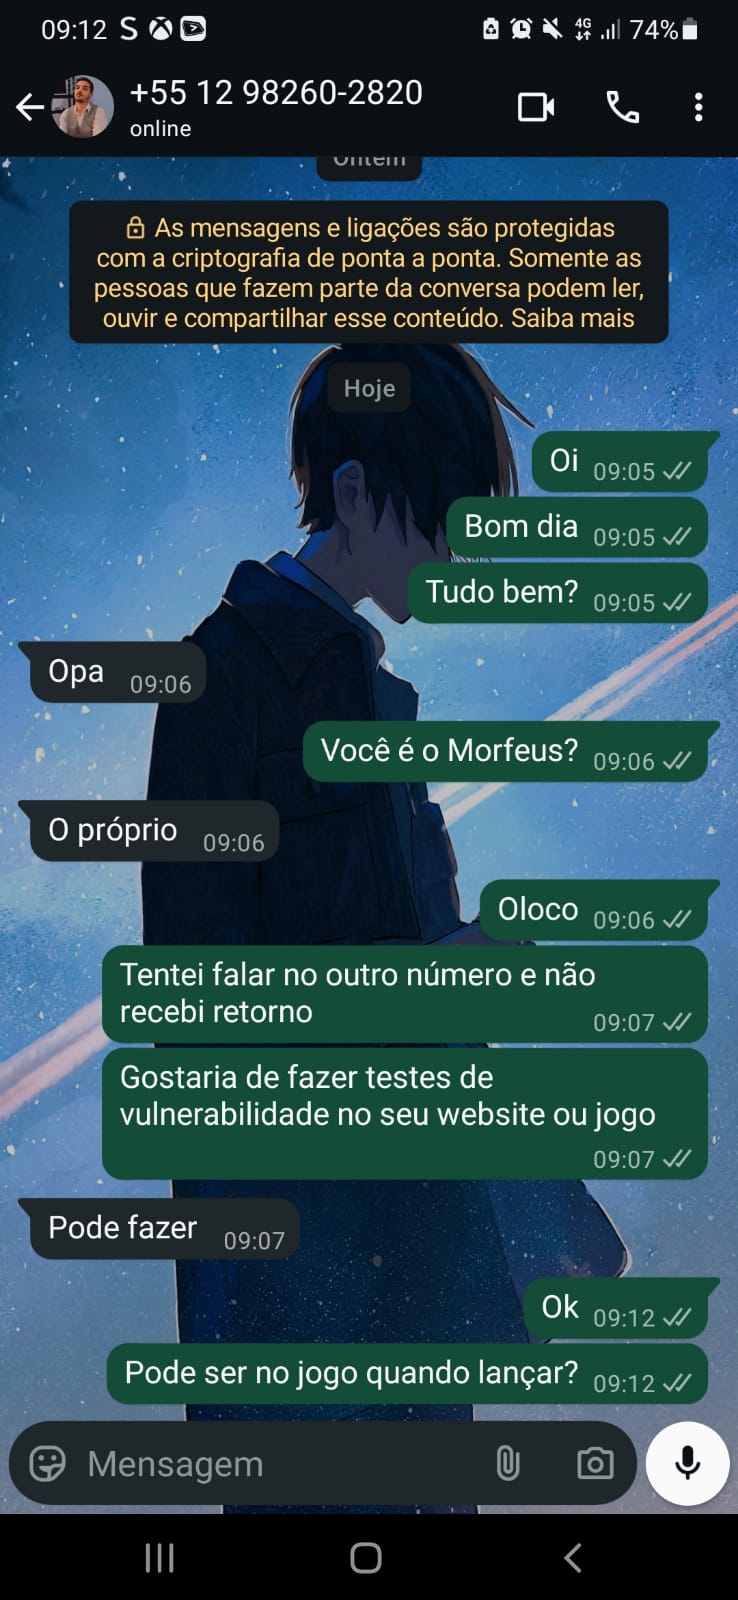 09:12 S
4G 74%
+55 12 98260-2820
online
Ontem
As mensagens e ligações são protegidas
com a criptografia de ponta a ponta. Somente as
pessoas que fazem parte da conversa podem ler,
ouvir e compartilhar esse conteúdo. Saiba mais
Hoje
Oi 09:05
Bom dia 09:05
Tudo bem? 09:05
Opa 09:06
Você é o Morfeus? 09:06
O próprio 09:06
Oloco 09:06
Tentei falar no outro número e não
recebi retorno 09:07
Gostaria de fazer testes de
vulnerabilidade no seu website ou jogo
09:07
Pode fazer 09:07
Ok 09:12
Pode ser no jogo quando lançar? 09:12
Mensagem